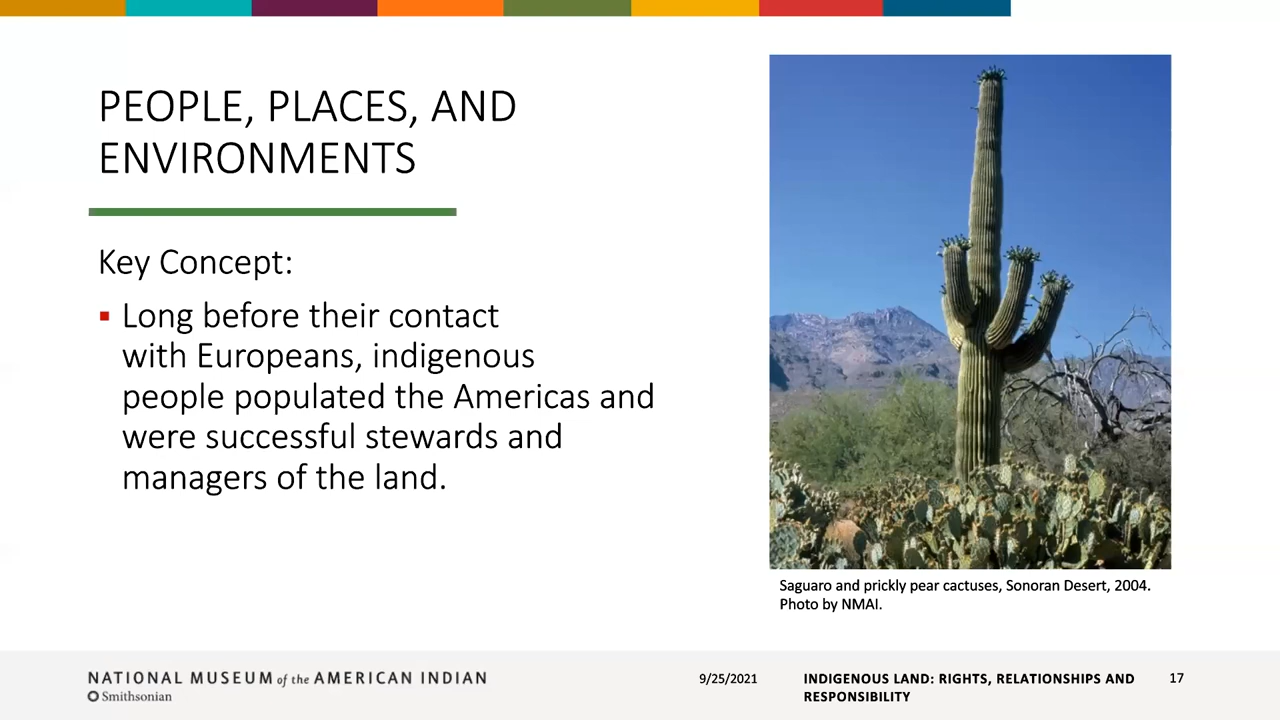 PEOPLE, PLACES, AND
ENVIRONMENTS
Key Concept:
▪ Long before their contact
with Europeans, indigenous
people populated the Americas and
were successful stewards and
managers of the land.
Saguaro and prickly pear cactuses, Sonoran Desert, 2004.
Photo by NMAI.
NATIONAL MUSEUM of the AMERICAN INDIAN
Smithsonian
9/25/2021
INDIGENOUS LAND: RIGHTS, RELATIONSHIPS AND
RESPONSIBILITY
17